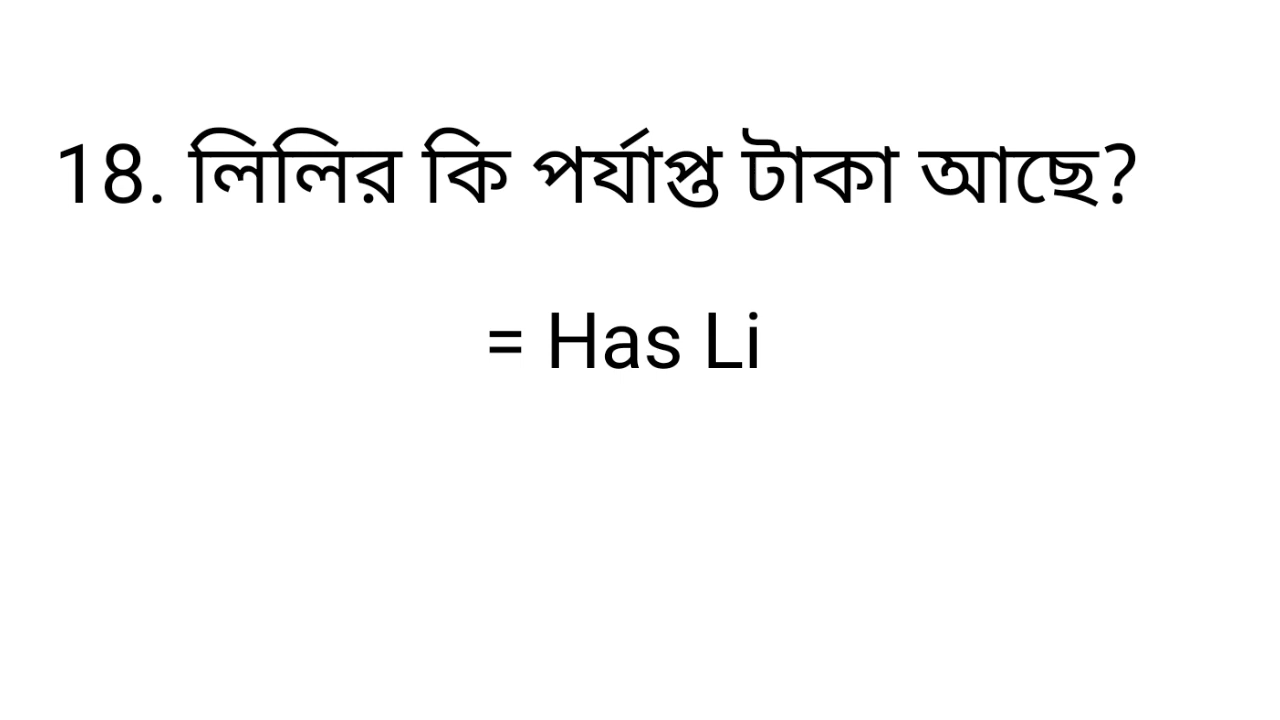 18. লিলির কি পর্যাপ্ত টাকা আছে?
= Has Li